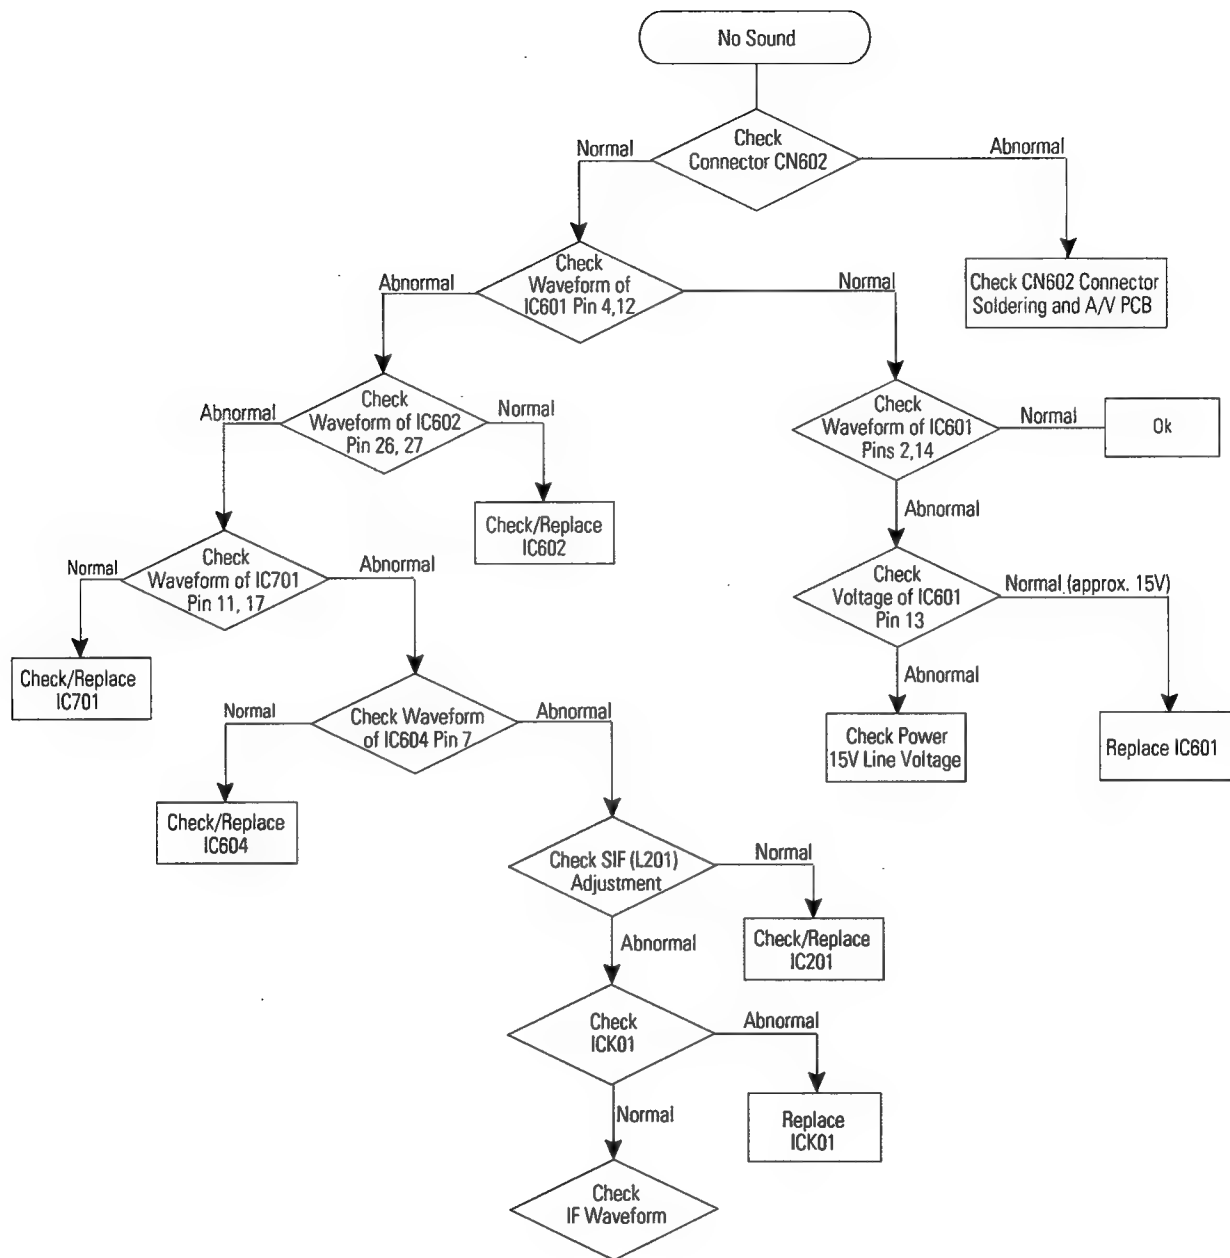 No Sound
Check
Connector CN602
Normal
Abnormal
Check
Waveform of
IC601 Pin 4,12
Abnormal
Normal
Check CN602 Connector
Soldering and A/V PCB
Check
Waveform of IC602
Pin 26, 27
Abnormal
Normal
Check
Waveform of IC601
Pins 2,14
Normal
Ok
Check/Replace
IC602
Abnormal
Check
Waveform of IC701
Pin 11, 17
Normal
Abnormal
Check
Voltage of IC601
Pin 13
Normal (approx. 15V)
Check/Replace
IC701
Abnormal
Check Waveform
of IC604 Pin 7
Normal
Abnormal
Check Power
15V Line Voltage
Replace IC601
Check/Replace
IC604
Check SIF (L201)
Adjustment
Normal
Abnormal
Check/Replace
IC201
Check
ICK01
Abnormal
Normal
Replace
ICK01
Check
IF Waveform